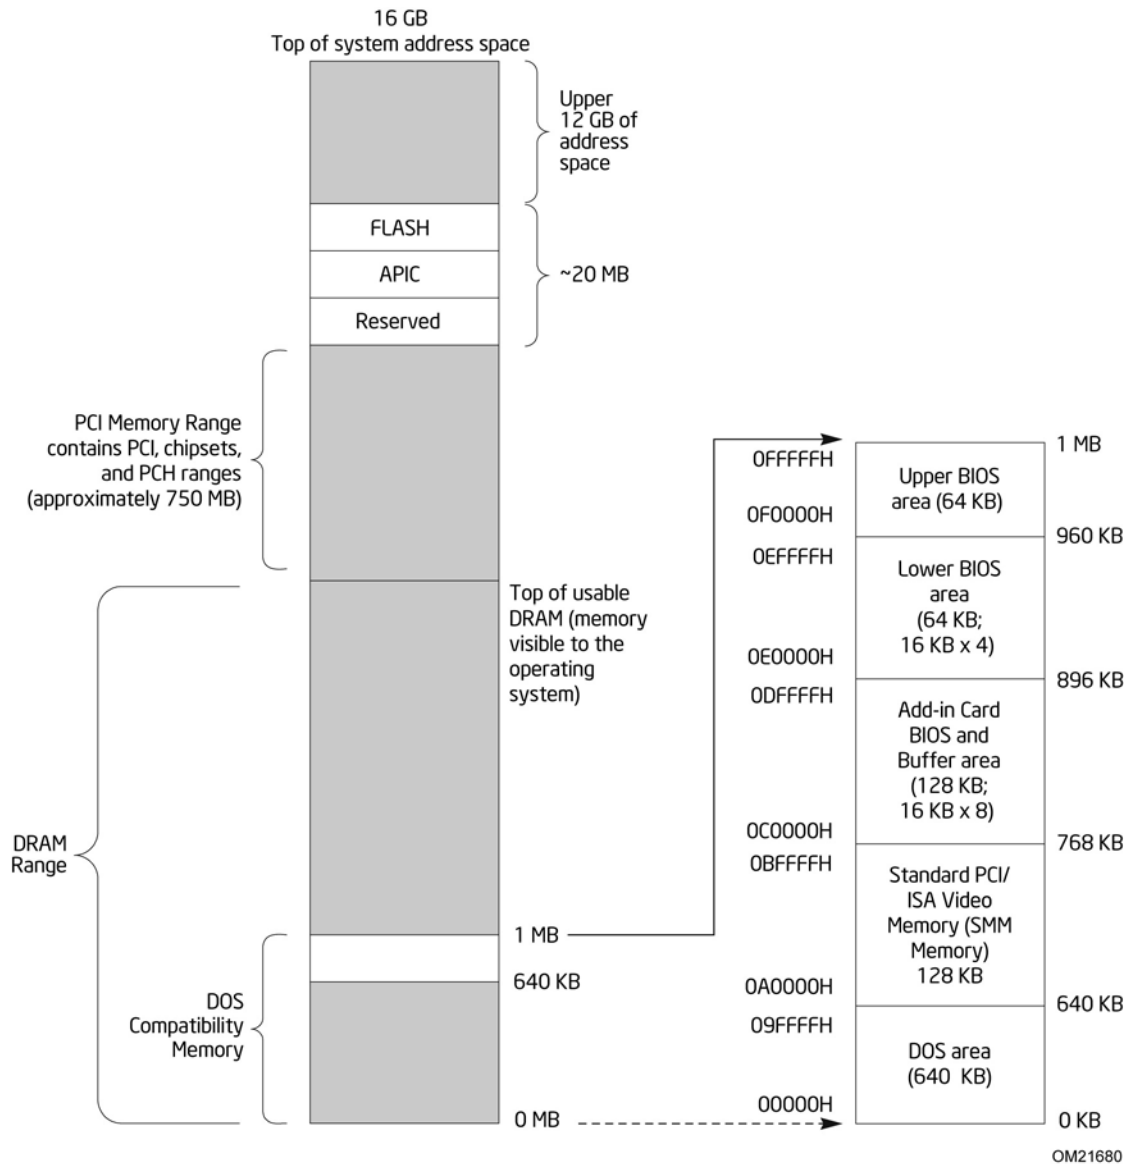 16 GB
Top of system address space
Upper
12 GB of
address
space
FLASH
APIC
Reserved
~20 MB
PCI Memory Range
contains PCI, chipsets,
and PCH ranges
(approximately 750 MB)
Top of usable
DRAM (memory
visible to the
operating
system)
DRAM
Range
1 MB
640 KB
DOS
Compatibility
Memory
0 MB
0FFFFFH
0F0000H
0EFFFFH
0E0000H
0DFFFFH
0C0000H
0BFFFFH
0A0000H
09FFFFH
00000H
Upper BIOS
area (64 KB)
Lower BIOS
area
(64 KB;
16 KB x 4)
Add-in Card
BIOS and
Buffer area
(128 KB;
16 KB x 8)
Standard PCI/
ISA Video
Memory (SMM
Memory)
128 KB
DOS area
(640 KB)
1 MB
960 KB
896 KB
768 KB
640 KB
0 KB
OM21680